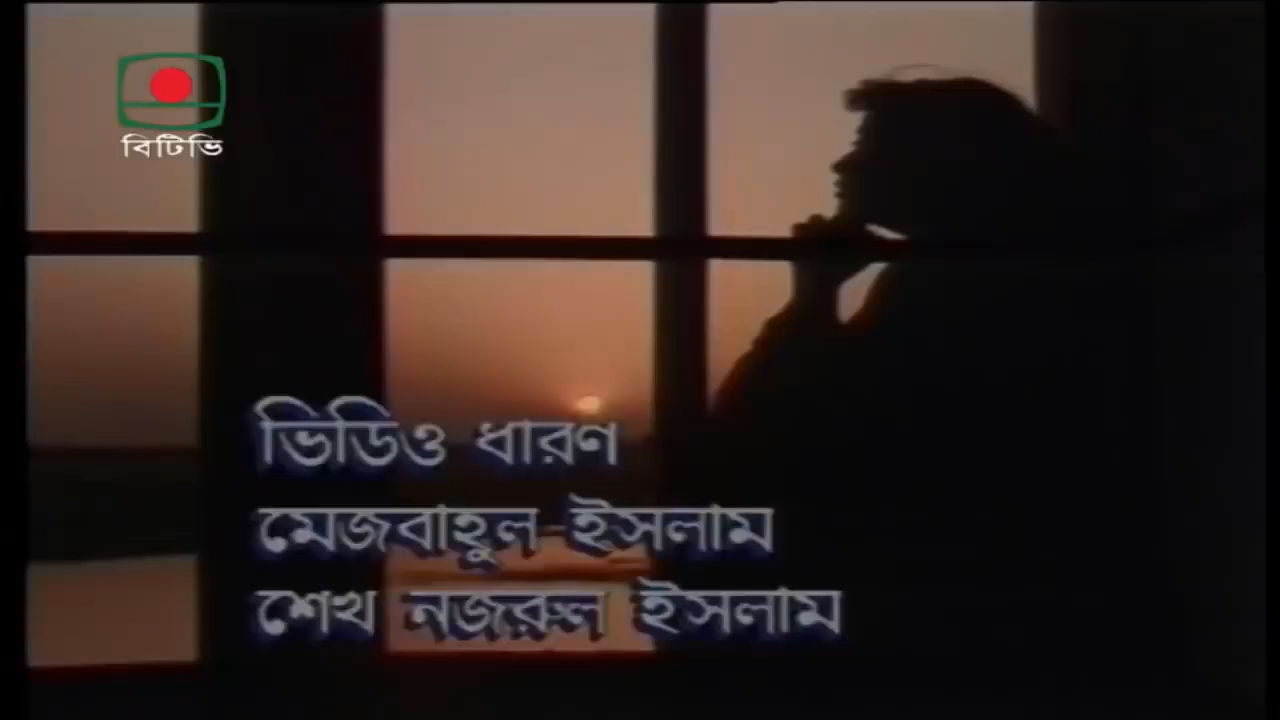 বিটিভি
ভিডিও ধারণ
মেজবাহুল ইসলাম
শেখ নজরুল ইসলাম